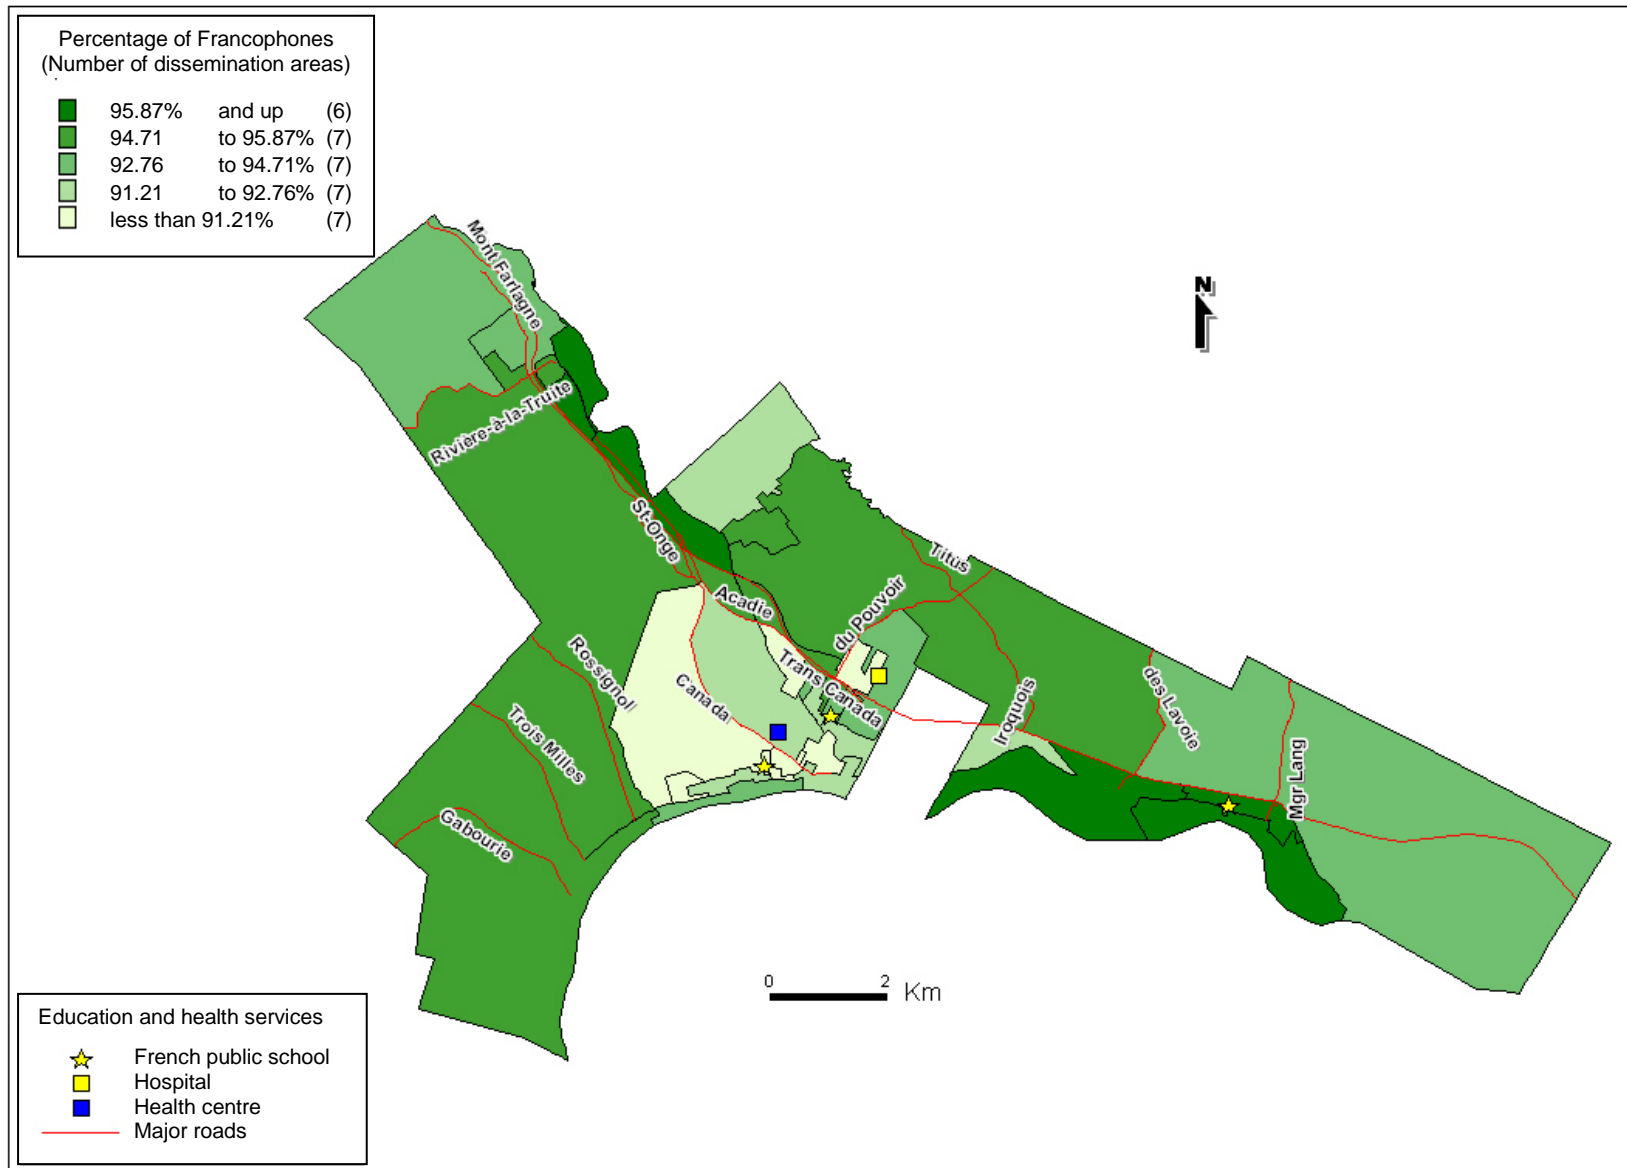 Percentage of Francophones
(Number of dissemination areas)
95.87% and up (6)
94.71 to 95.87% (7)
92.76 to 94.71% (7)
91.21 to 92.76% (7)
less than 91.21% (7)
N
Mont Farlagne
Rivière-à-la-Truite
St-Onge
Acadie
Titus
du Pouvoir
Trans Canada
Canada
Rossignol
Trois Milles
Gabourie
Iroquois
des Lavoie
Mgr Lang
0 2 Km
Education and health services
French public school
Hospital
Health centre
Major roads